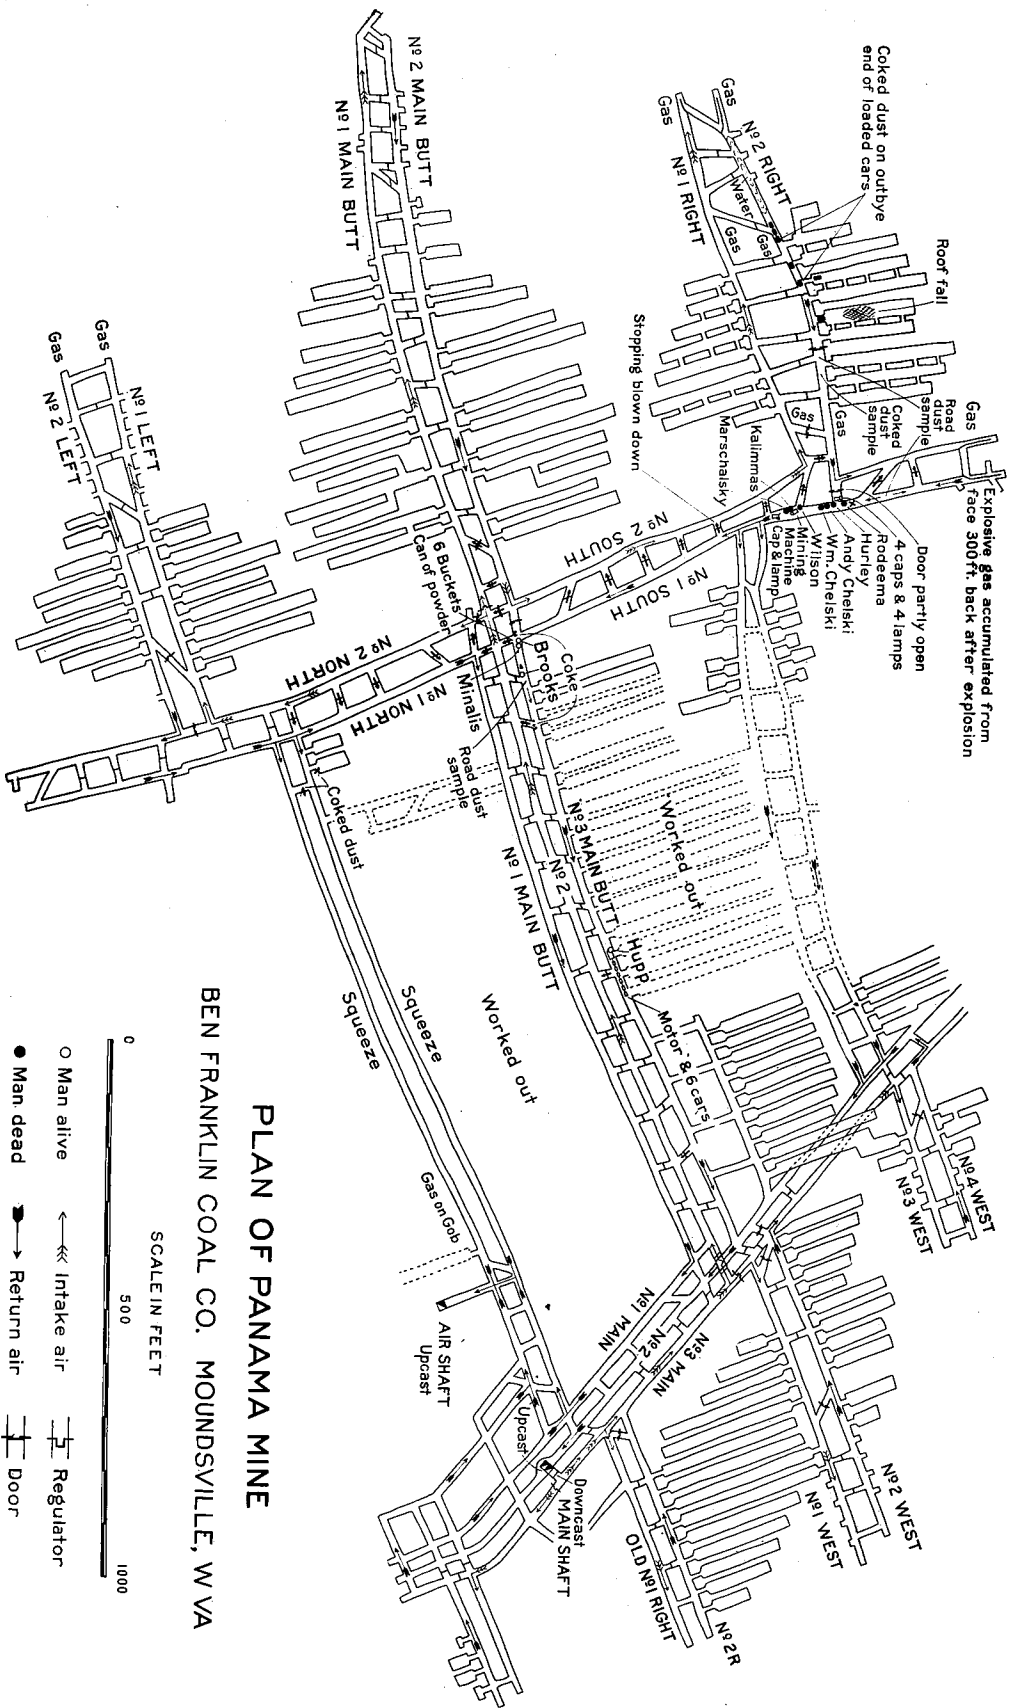 PLAN OF PANAMA MINE
BEN FRANKLIN COAL CO. MOUNDSVILLE, W VA
SCALE IN FEET
0 500 1000
○ Man alive
● Man dead
Intake air
Return air
Regulator
Door
Coked dust on outbye
end of loaded cars
Roof fall
Gas
Gas
Nº 2 RIGHT
Water
Gas
Gas
Nº 1 RIGHT
Road
dust
sample
Coked
dust
sample
Gas
Gas
Gas
Explosive gas accumulated from
face 300 ft. back after explosion
Door partly open
4 caps & 4 lamps
Rodeema
Hurley
Andy Chelski
Wm. Chelski
Wilson
Mining
Machine
Cap & lamp
Kalimmas
Marschalsky
Stopping blown down
Nº 2 SOUTH
Nº 1 SOUTH
Nº 2 MAIN BUTT
Nº 1 MAIN BUTT
6 Buckets
Can of powder
Coke
Brooks
Minalis
Road dust
sample
Nº 2 NORTH
Nº 1 NORTH
Gas
Gas
Nº 1 LEFT
Nº 2 LEFT
Coked dust
Worked out
Nº 3 MAIN BUTT
Nº 2
Nº 1 MAIN BUTT
Hupp
Motor & 6 cars
Worked out
Squeeze
Squeeze
Gas on Gob
AIR SHAFT
Upcast
Upcast
Downcast
MAIN SHAFT
Nº 1 MAIN
Nº 2
Nº 3 MAIN
Nº 4 WEST
Nº 3 WEST
Nº 2 WEST
Nº 1 WEST
OLD Nº 1 RIGHT
Nº 2R